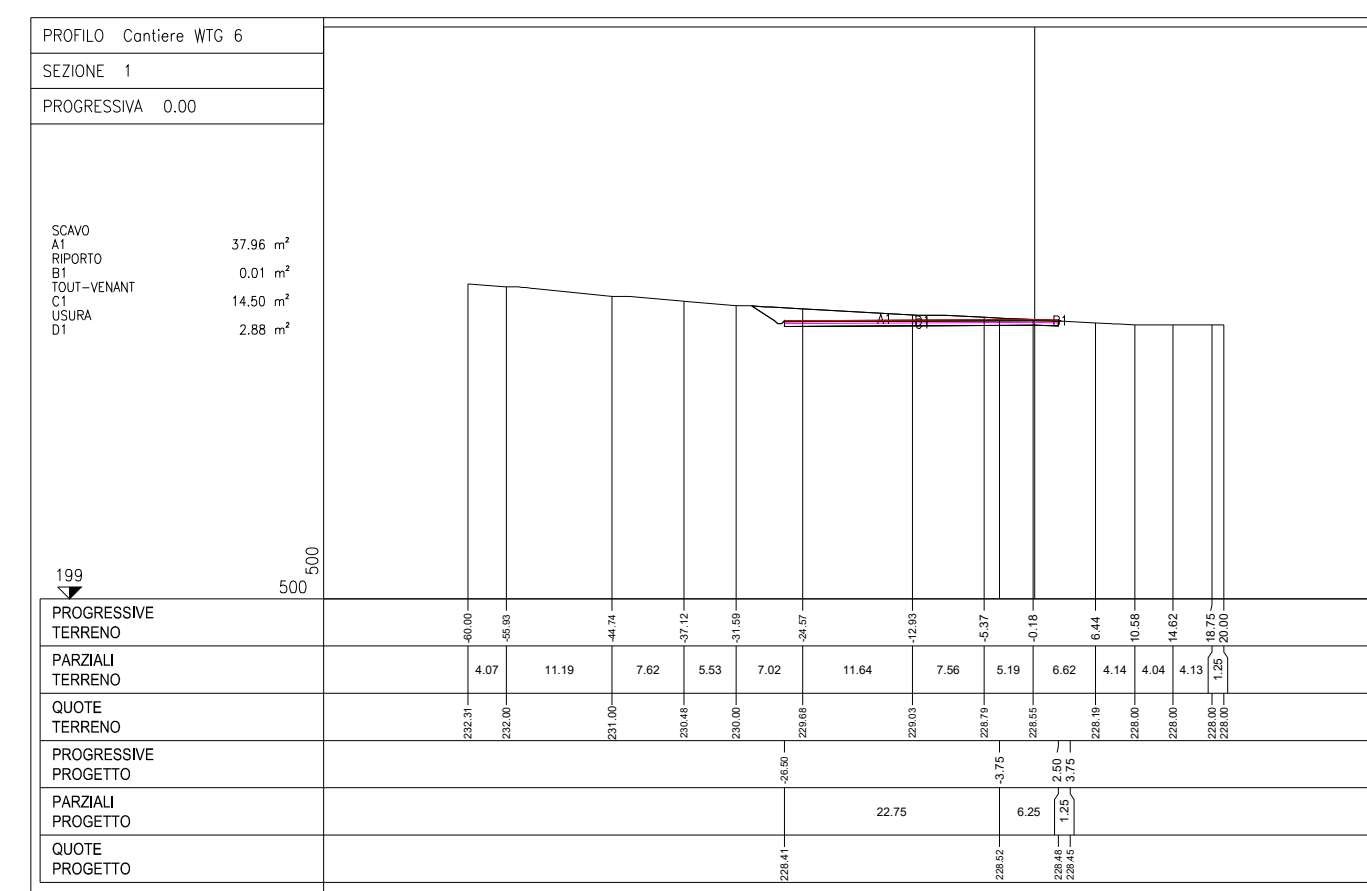 PROFILO Cantiere WTG 6
SEZIONE 1
PROGRESSIVA 0.00
SCAVO
A1 37.96 m²
RIPORTO
B1 0.01 m²
TOUT-VENANT
C1 14.50 m²
USURA
D1 2.88 m²
A1 B1
199 500 500
PROGRESSIVE TERRENO
-60.00 -55.93 -44.74 -37.12 -31.59 -24.57 -12.93 -5.37 -0.18 6.44 10.58 14.62 18.75 20.00
PARZIALI TERRENO
4.07 11.19 7.62 5.53 7.02 11.64 7.56 5.19 6.62 4.14 4.04 4.13 1.25
QUOTE TERRENO
232.31 232.00 231.00 230.48 230.00 229.68 229.03 228.79 228.55 228.19 228.00 228.00 228.00 228.00
PROGRESSIVE PROGETTO
-26.50 -3.75 2.50 3.75
PARZIALI PROGETTO
22.75 6.25 1.25
QUOTE PROGETTO
228.41 228.52 228.48 228.45